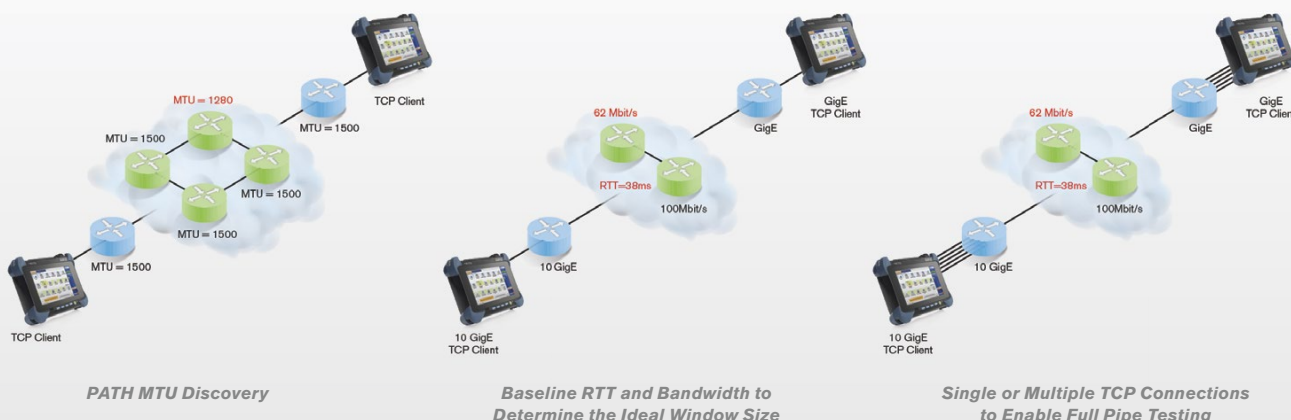 TCP Client
MTU = 1500
MTU = 1280
MTU = 1500
MTU = 1500
MTU = 1500
MTU = 1500
TCP Client
PATH MTU Discovery
GigE
TCP Client
GigE
62 Mbit/s
RTT=38ms
100Mbit/s
10 GigE
10 GigE
TCP Client
Baseline RTT and Bandwidth to
Determine the Ideal Window Size
GigE
TCP Client
GigE
62 Mbit/s
RTT=38ms
100Mbit/s
10 GigE
10 GigE
TCP Client
Single or Multiple TCP Connections
to Enable Full Pipe Testing